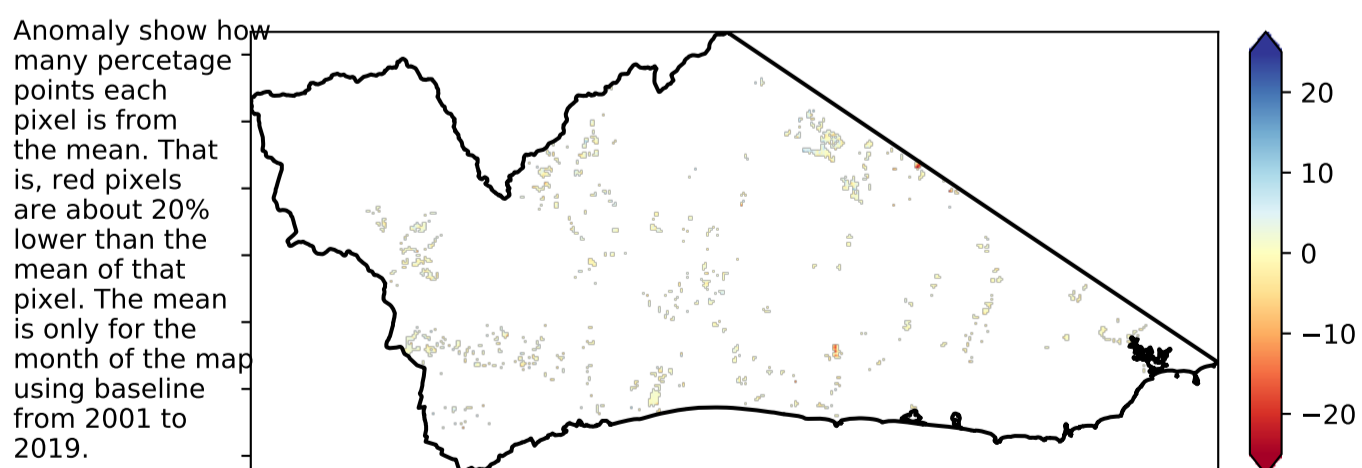 Anomaly show how
many percetage
points each
pixel is from
the mean. That
is, red pixels
are about 20%
lower than the
mean of that
pixel. The mean
is only for the
month of the map
using baseline
from 2001 to
2019.
20
10
0
−10
−20